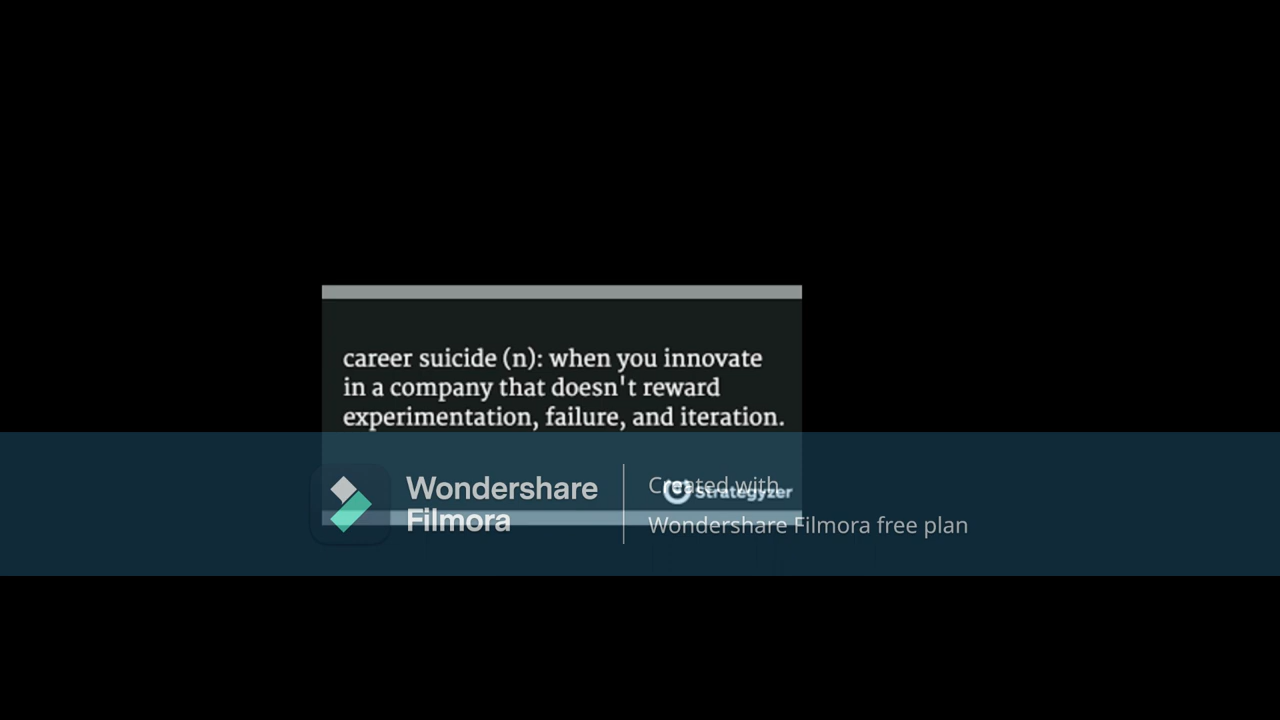 career suicide (n): when you innovate
in a company that doesn't reward
experimentation, failure, and iteration.
Strategyzer
Wondershare
Filmora
Created with
Wondershare Filmora free plan